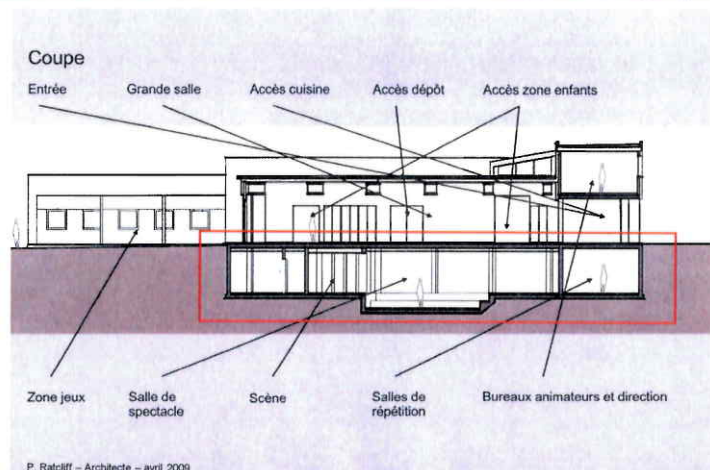 Coupe
Entrée Grande salle Accès cuisine Accès dépôt Accès zone enfants
Zone jeux Salle de spectacle Scène Salles de répétition Bureaux animateurs et direction
P. Ratcliff – Architecte – avril 2009